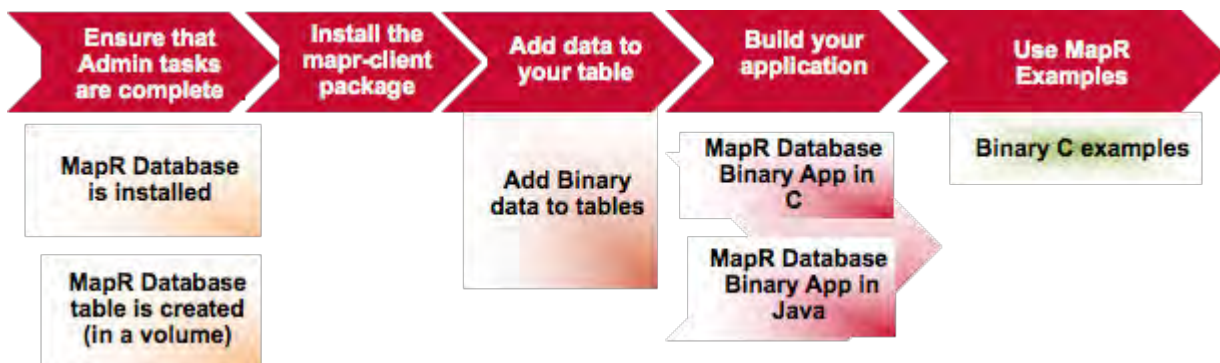 Ensure that
Admin tasks
are complete
Install the
mapr-client
package
Add data to
your table
Build your
application
Use MapR
Examples
MapR Database
is installed
MapR Database
table is created
(in a volume)
Add Binary
data to tables
MapR Database
Binary App in
C
MapR Database
Binary App in
Java
Binary C examples